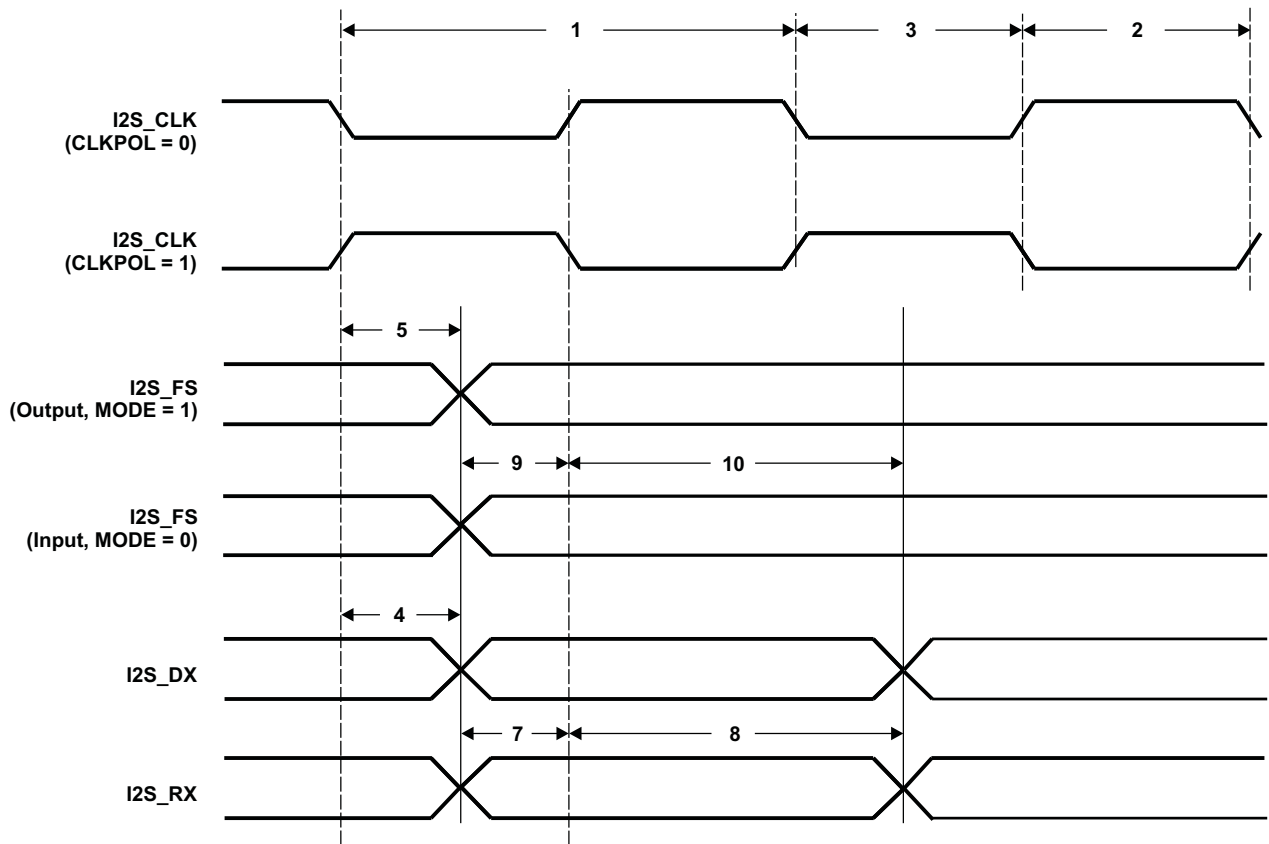 1
3
2
I2S_CLK
(CLKPOL = 0)
I2S_CLK
(CLKPOL = 1)
5
I2S_FS
(Output, MODE = 1)
9
10
I2S_FS
(Input, MODE = 0)
4
I2S_DX
7
8
I2S_RX